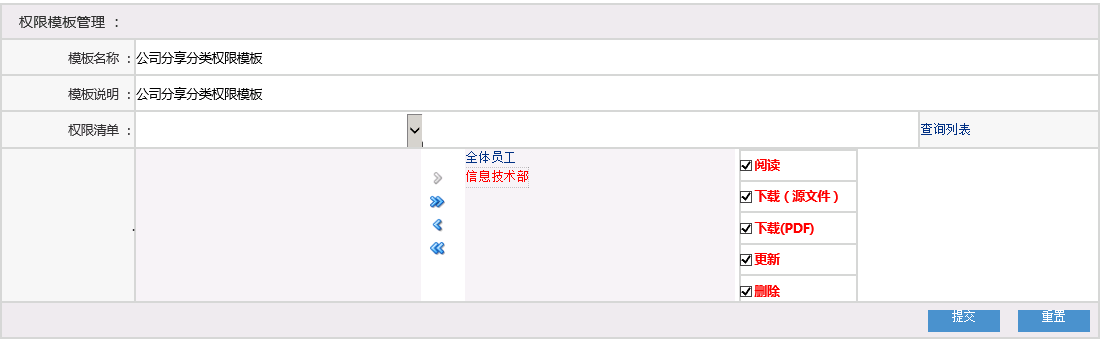 权限模板管理 ：
模板名称 ：公司分享分类权限模板
模板说明 ：公司分享分类权限模板
权限清单 ： 查询列表
全体员工
信息技术部
阅读
下载（源文件）
下载(PDF)
更新
删除
提交 重置